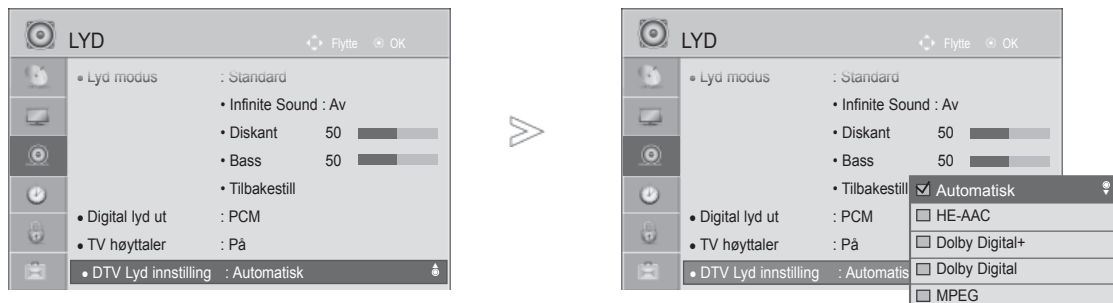 LYD
Flytte OK
Lyd modus : Standard
• Infinite Sound : Av
• Diskant 50
• Bass 50
• Tilbakestill
● Digital lyd ut : PCM
● TV høyttaler : På
● DTV Lyd innstilling : Automatisk
LYD
Flytte OK
Lyd modus : Standard
• Infinite Sound : Av
• Diskant 50
• Bass 50
• Tilbakestill
● Digital lyd ut : PCM
● TV høyttaler : På
● DTV Lyd innstilling : Automatis
Automatisk
HE-AAC
Dolby Digital+
Dolby Digital
MPEG